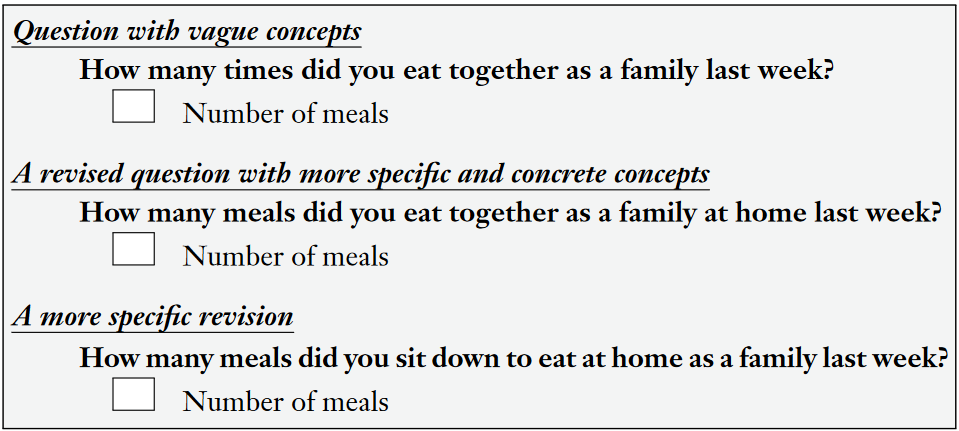 Question with vague concepts
How many times did you eat together as a family last week?
Number of meals
A revised question with more specific and concrete concepts
How many meals did you eat together as a family at home last week?
Number of meals
A more specific revision
How many meals did you sit down to eat at home as a family last week?
Number of meals